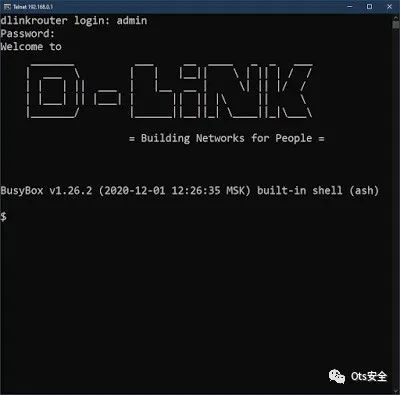 Telnet 192.168.0.1
dlinkrouter login: admin
Password:
Welcome to
D-LiNK
= Building Networks for People =
BusyBox v1.26.2 (2020-12-01 12:26:35 MSK) built-in shell (ash)
$
Ots安全